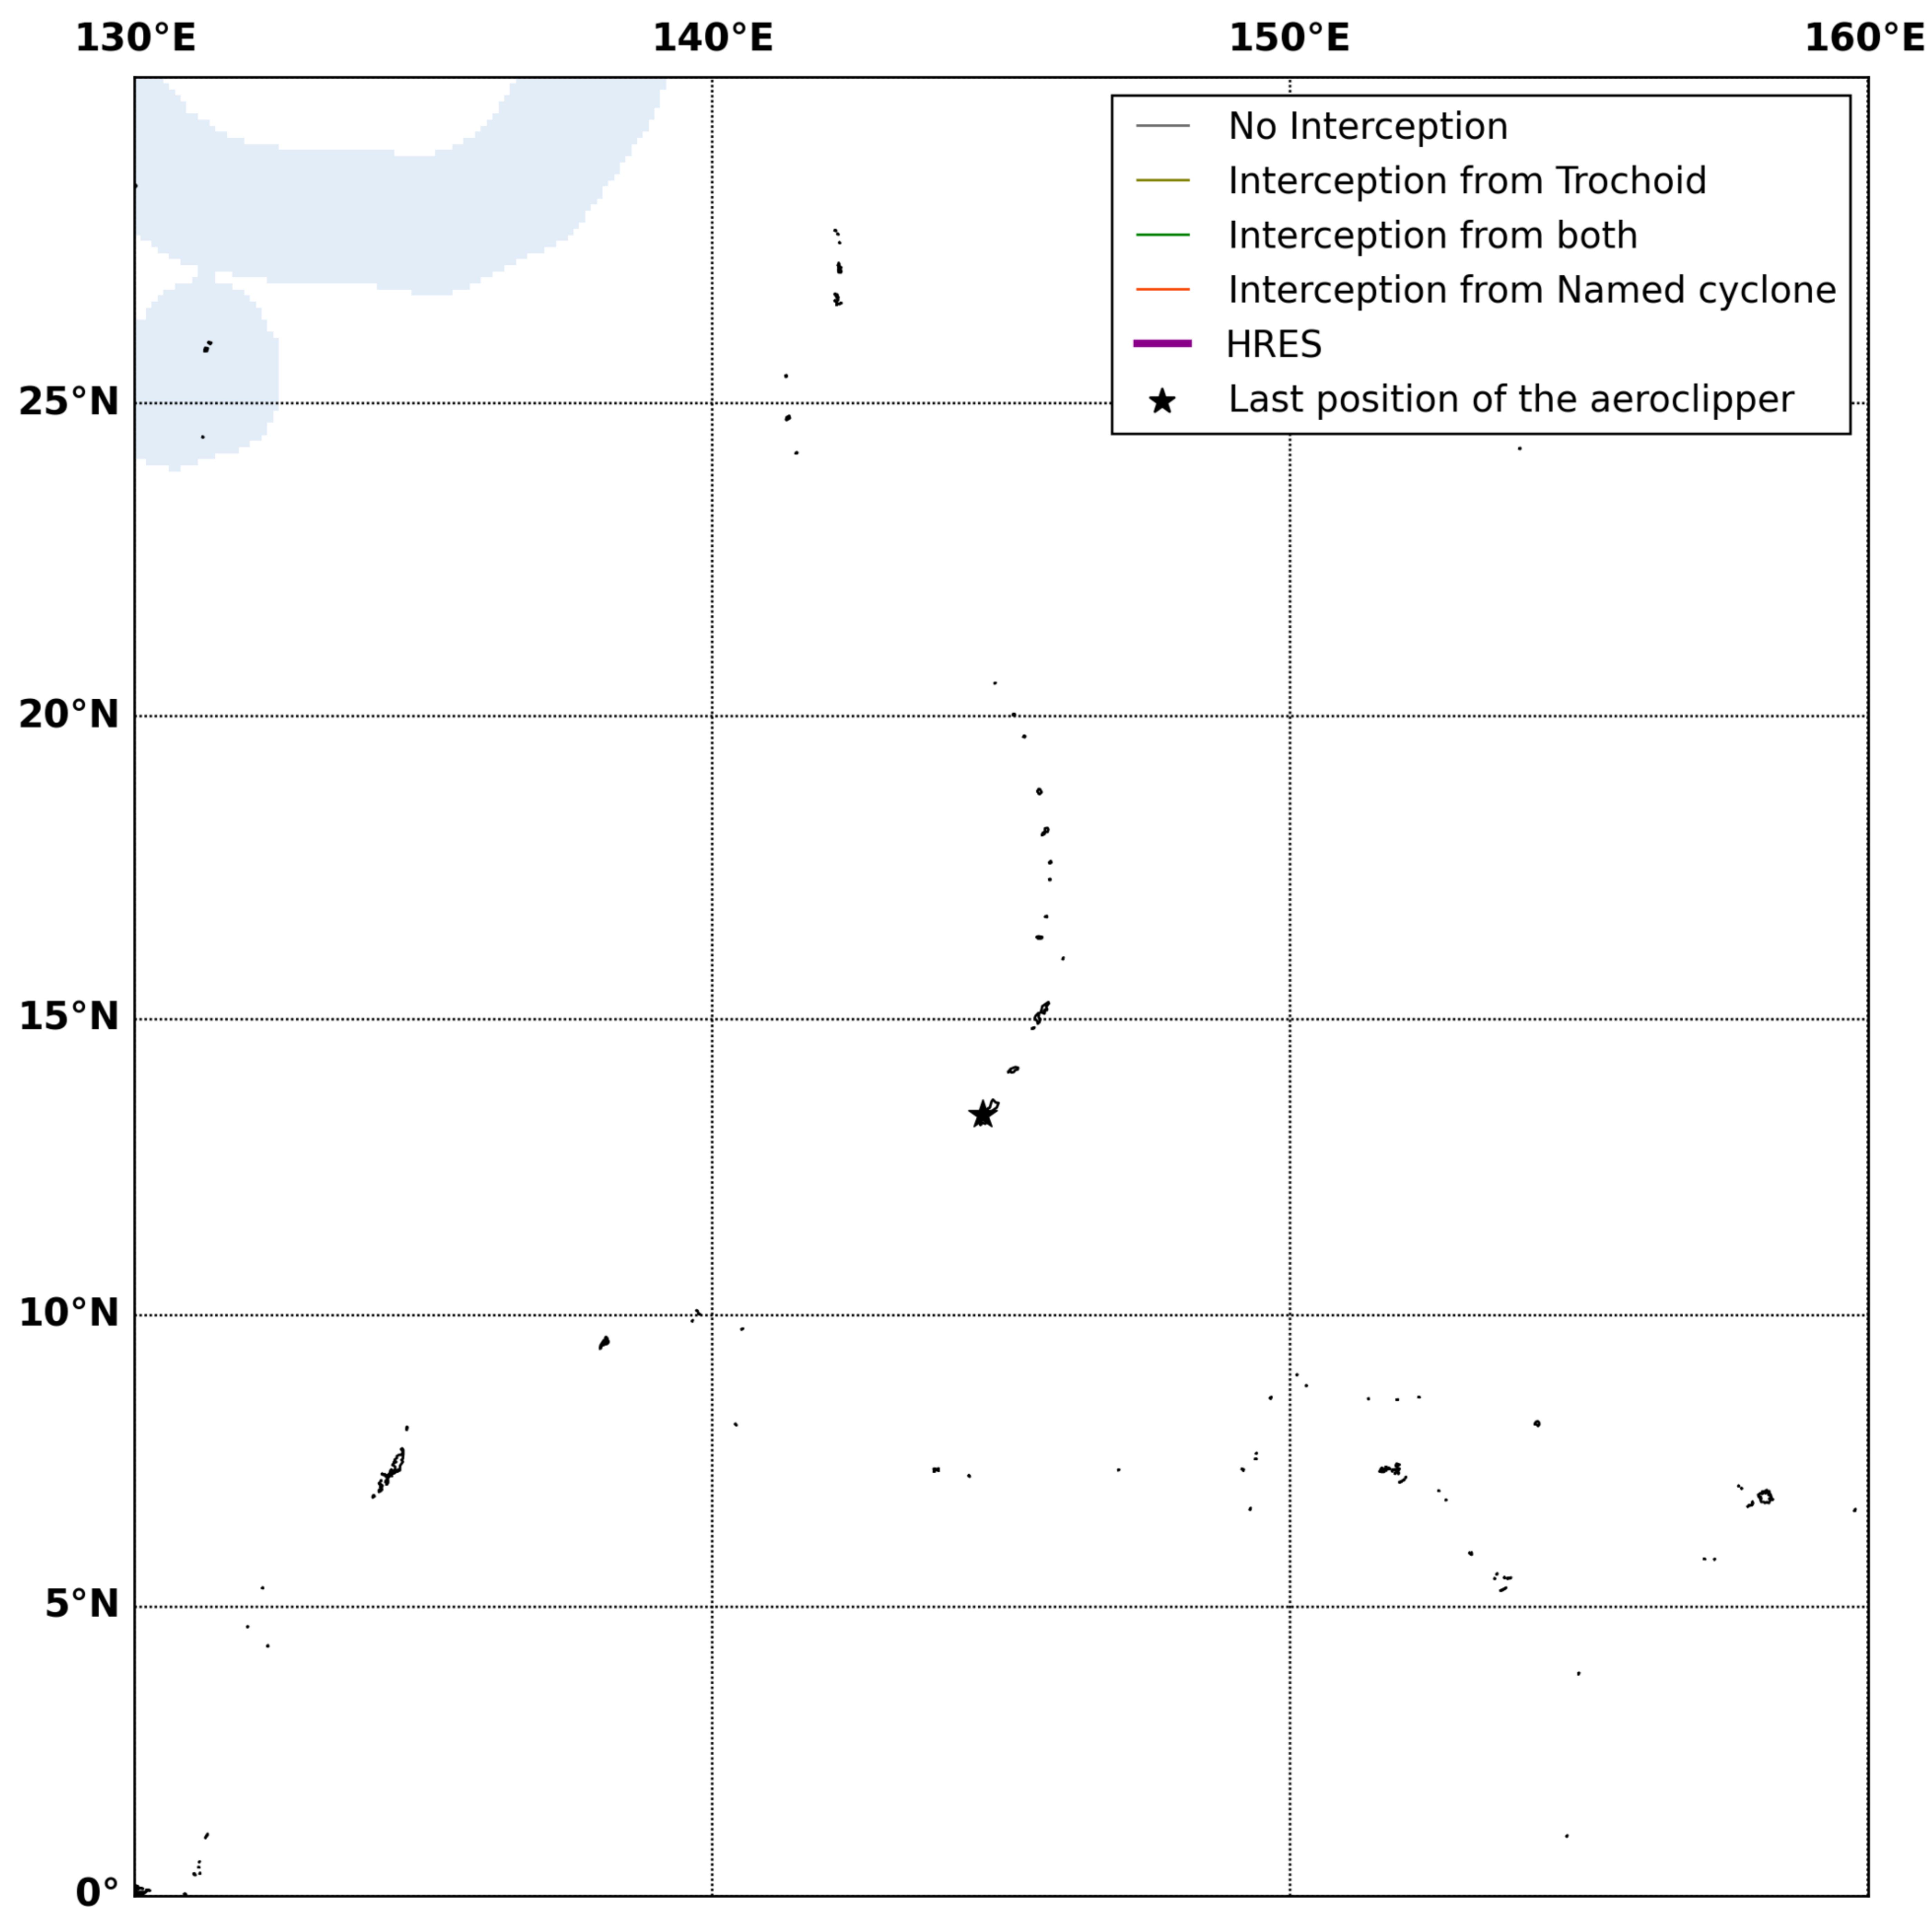 130°E 140°E 150°E 160°E
No Interception
Interception from Trochoid
Interception from both
Interception from Named cyclone
HRES
Last position of the aeroclipper
25°N
20°N
15°N
10°N
5°N
0°